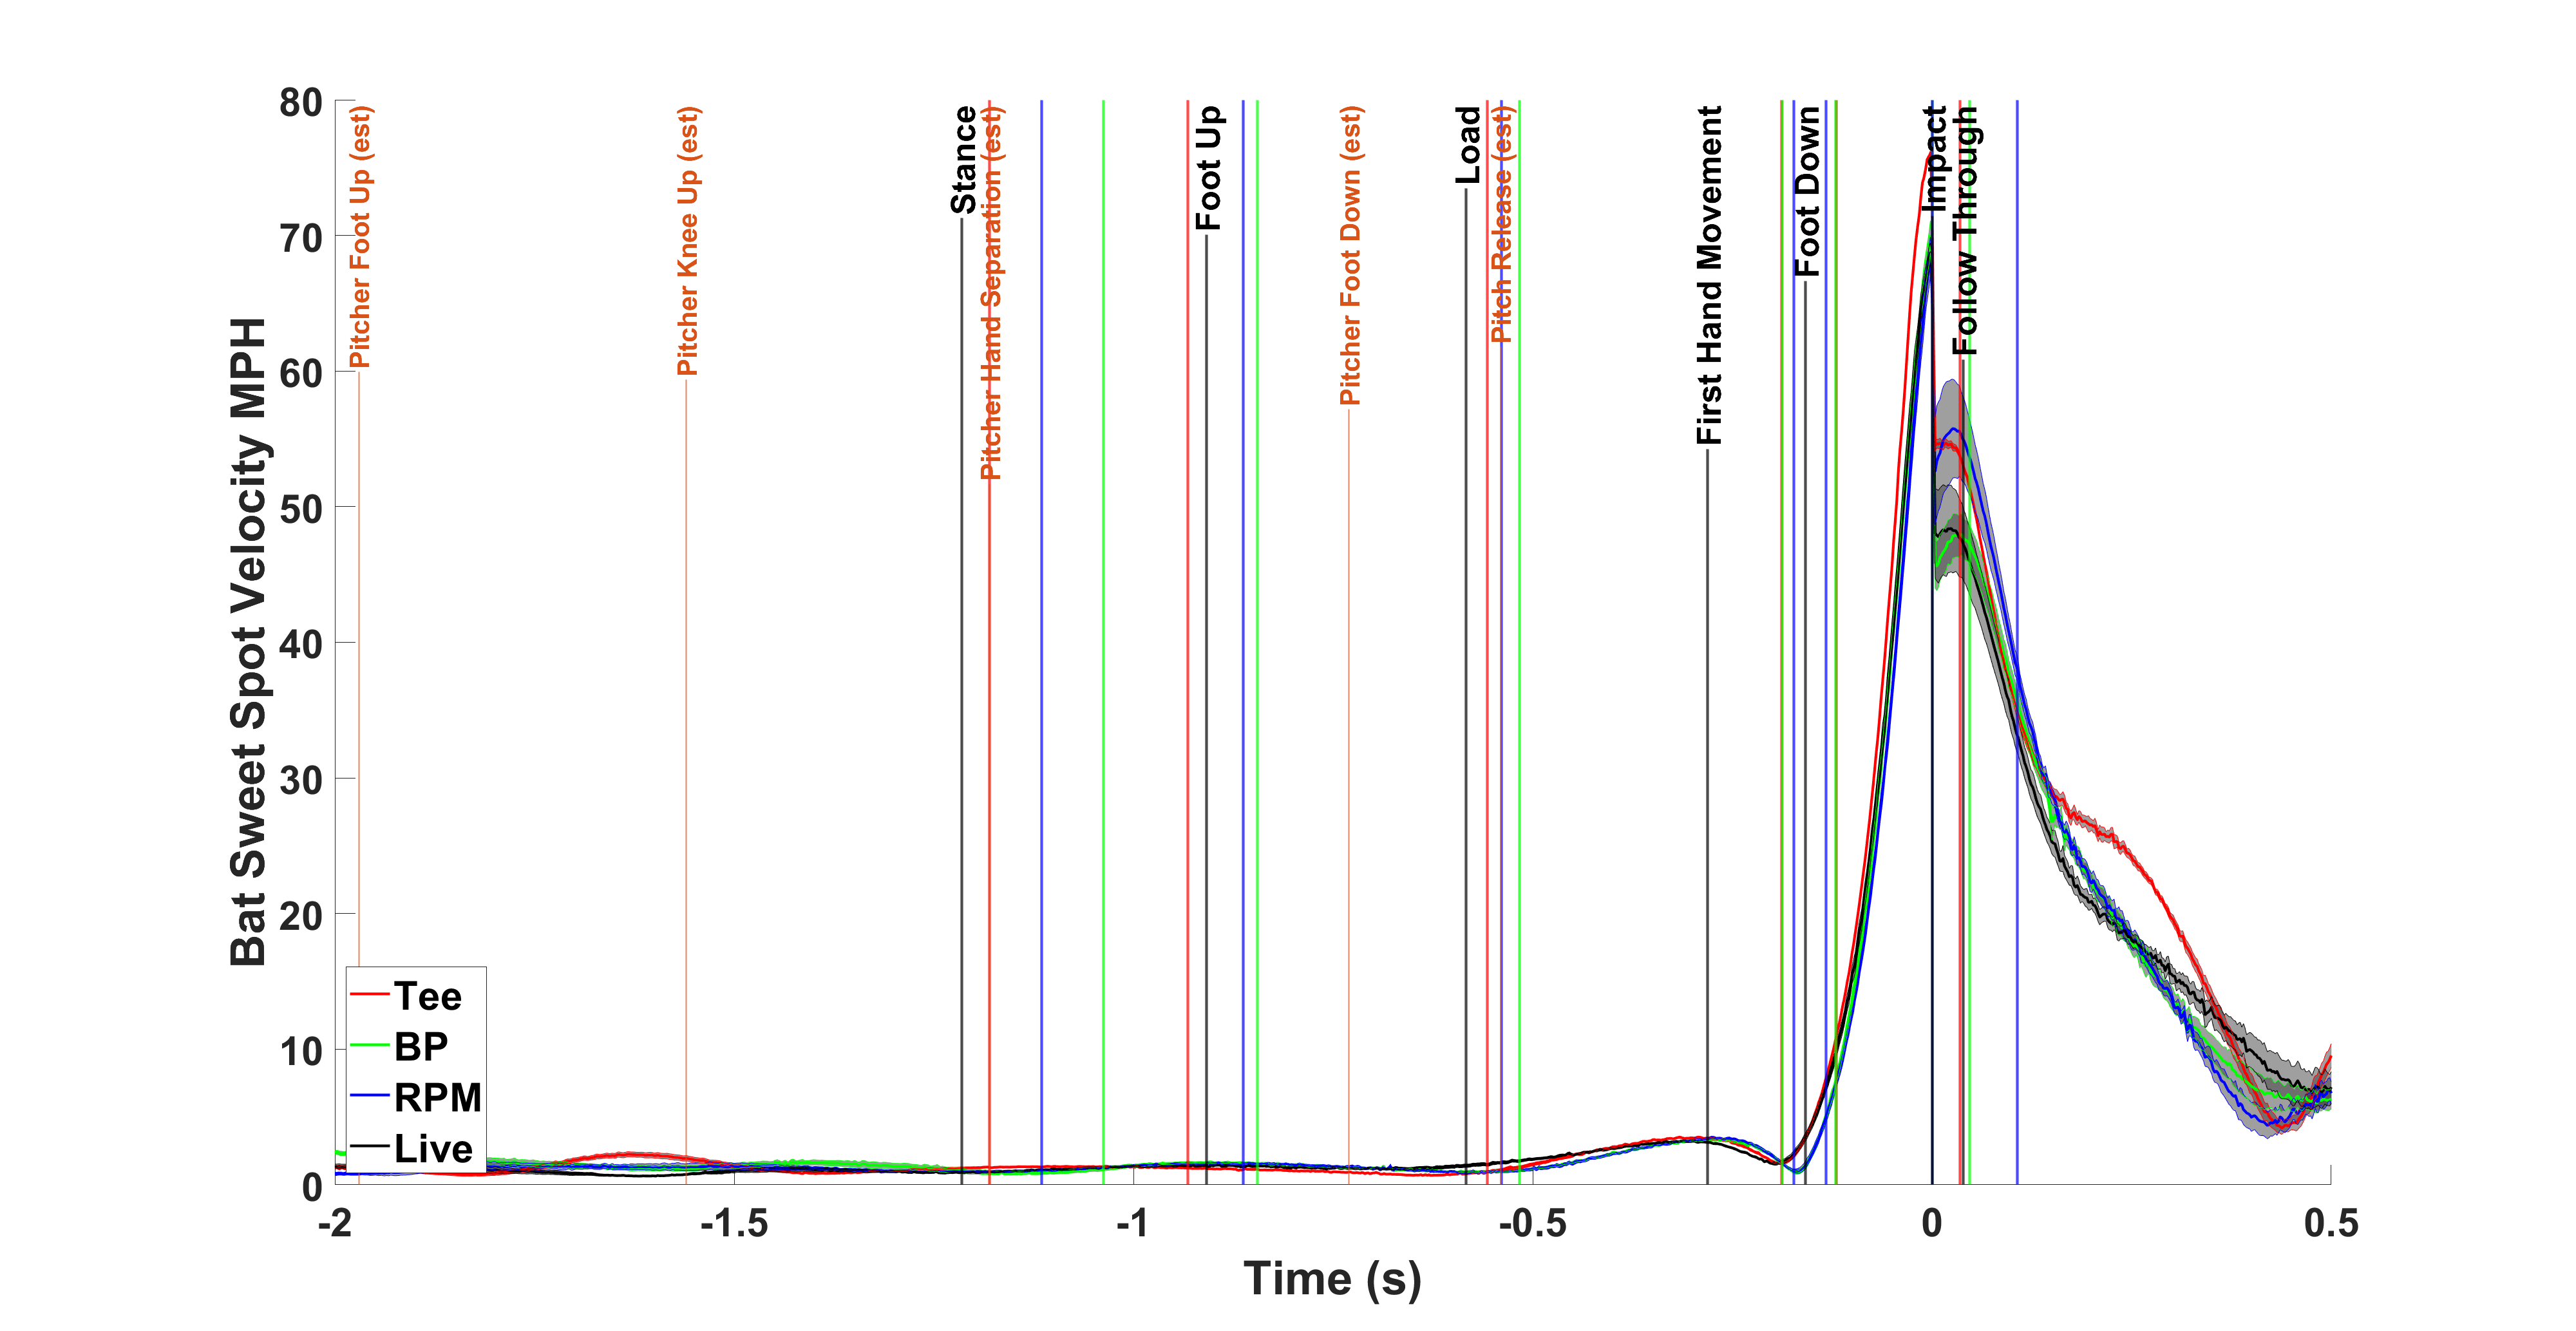 Bat Sweet Spot Velocity MPH
80
70
60
50
40
30
20
10
0
Pitcher Foot Up (est)
Pitcher Knee Up (est)
Stance
Pitcher Hand Separation (est)
Foot Up
Pitcher Foot Down (est)
Load
Pitch Release (est)
First Hand Movement
Foot Down
Impact
Follow Through
Tee
BP
RPM
Live
-2
-1.5
-1
-0.5
0
0.5
Time (s)